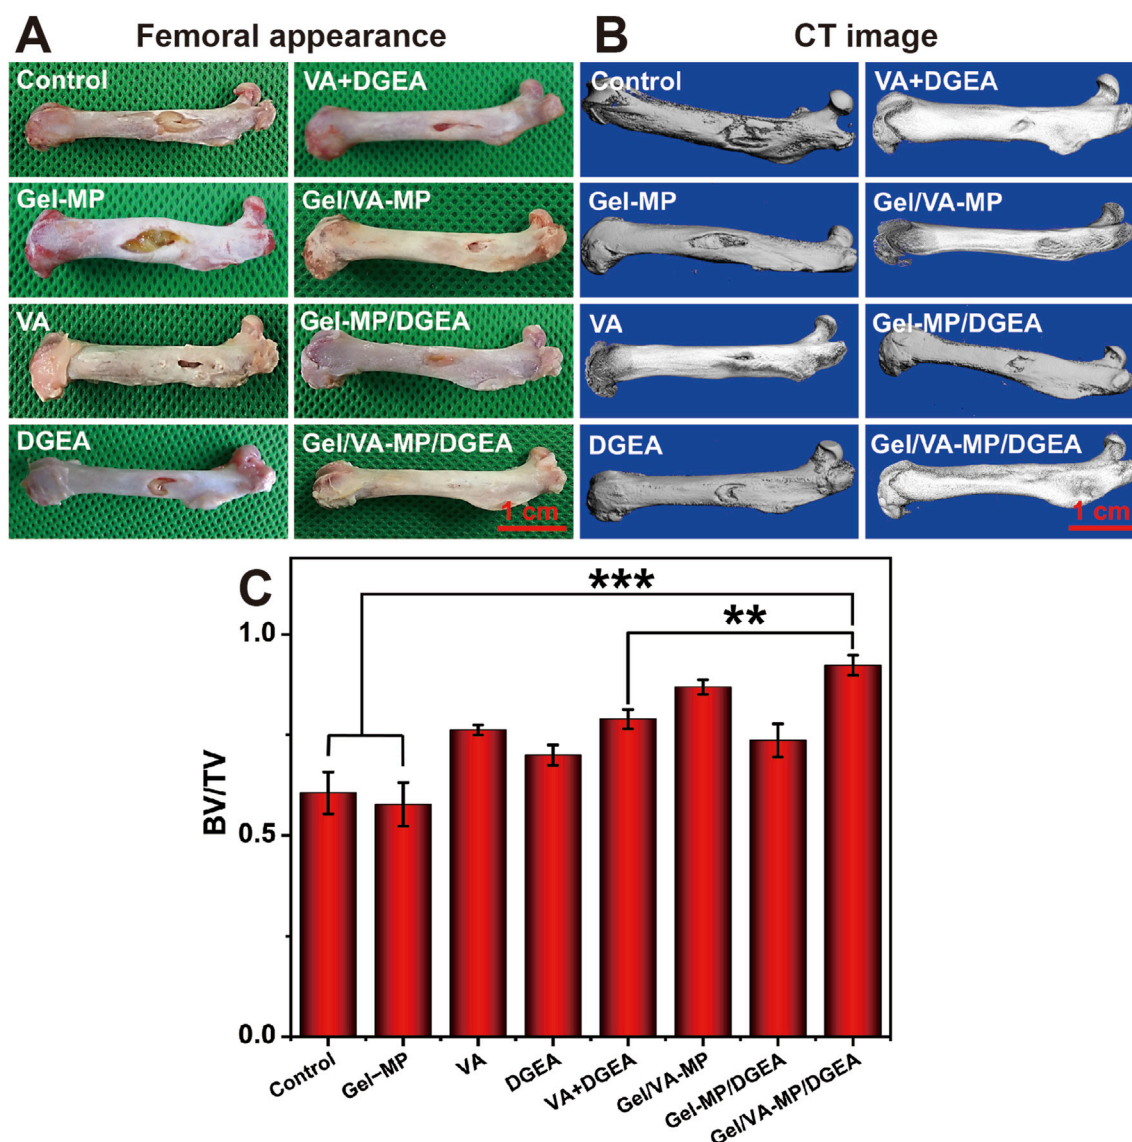 A Femoral appearance
B CT image
Control
VA+DGEA
Control
VA+DGEA
Gel-MP
Gel/VA-MP
Gel-MP
Gel/VA-MP
VA
Gel-MP/DGEA
VA
Gel-MP/DGEA
DGEA
Gel/VA-MP/DGEA
DGEA
Gel/VA-MP/DGEA
1 cm
1 cm
C
***
**
1.0
0.5
0.0
BV/TV
Control
Gel–MP
VA
DGEA
VA+DGEA
Gel/VA-MP
Gel-MP/DGEA
Gel/VA-MP/DGEA